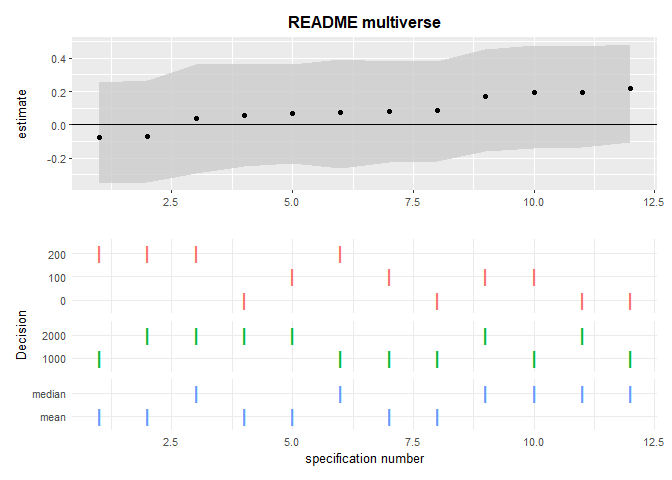 README multiverse
estimate
0.4
0.2
0.0
-0.2
2.5 5.0 7.5 10.0 12.5
Decision
200
100
0
2000
1000
median
mean
2.5 5.0 7.5 10.0 12.5
specification number